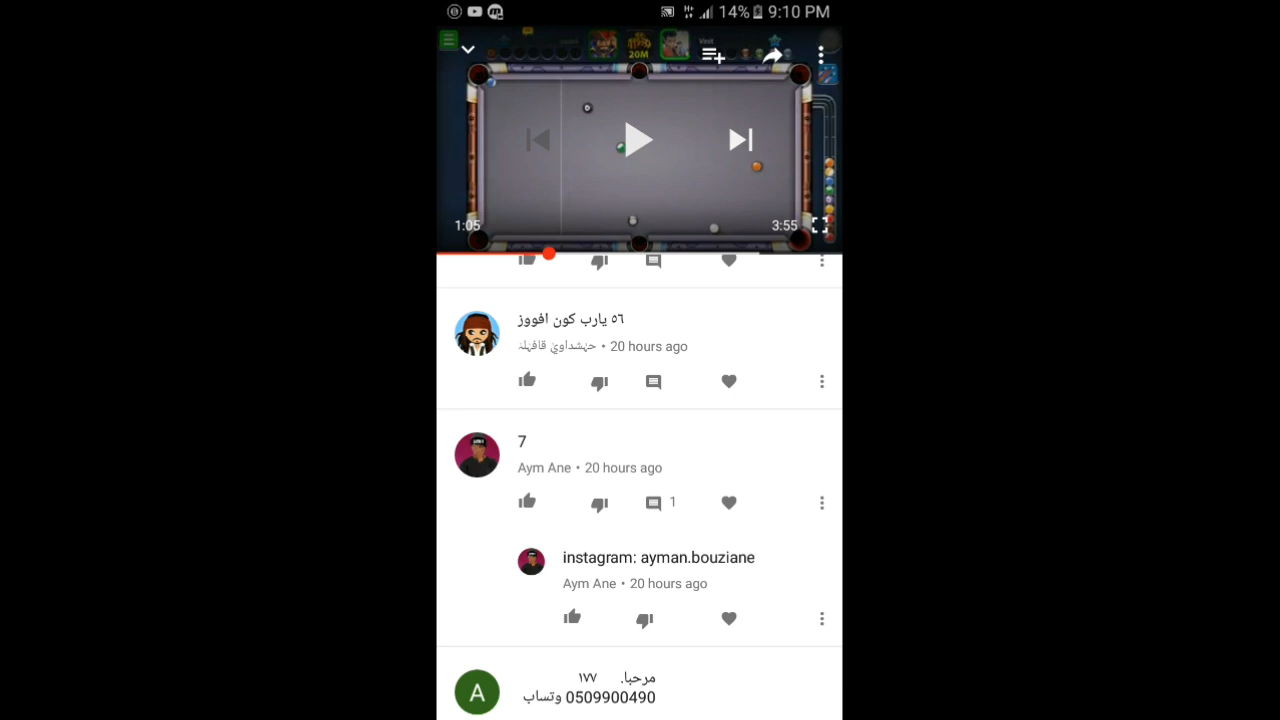 14% 9:10 PM
20M
1:05
3:55
٥٦ يارب كون افووز
20 hours ago
7
Aym Ane • 20 hours ago
1
instagram: ayman.bouziane
Aym Ane • 20 hours ago
A
مرحبا. ١٧٧
0509900490 وتساب